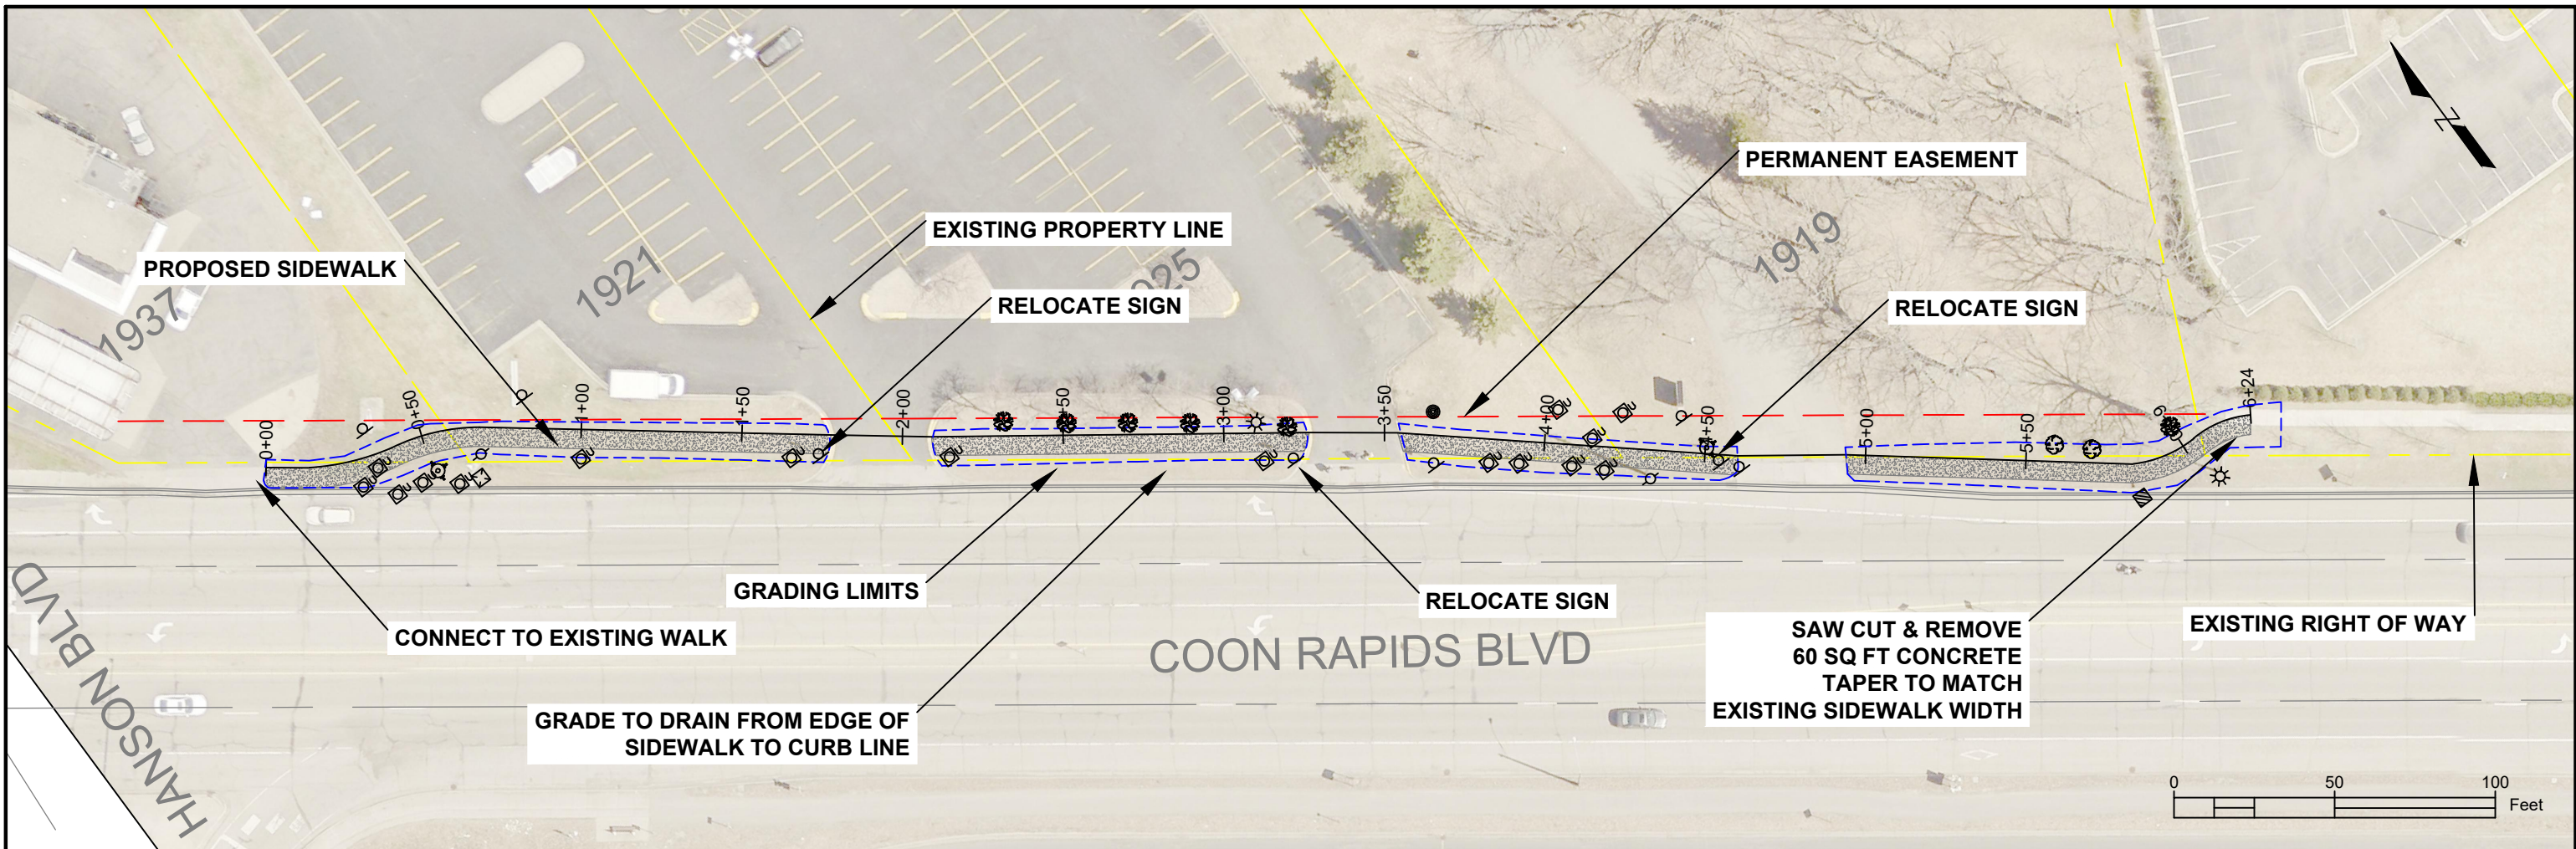 PERMANENT EASEMENT
EXISTING PROPERTY LINE
PROPOSED SIDEWALK
RELOCATE SIGN
RELOCATE SIGN
1937
1921
1919
0+00
0+50
1+00
1+50
2+00
3+00
3+50
4+00
5+00
5+50
6+24
GRADING LIMITS
RELOCATE SIGN
CONNECT TO EXISTING WALK
COON RAPIDS BLVD
HANSON BLVD
GRADE TO DRAIN FROM EDGE OF
SIDEWALK TO CURB LINE
SAW CUT & REMOVE
60 SQ FT CONCRETE
TAPER TO MATCH
EXISTING SIDEWALK WIDTH
EXISTING RIGHT OF WAY
Z
0 50 100
Feet